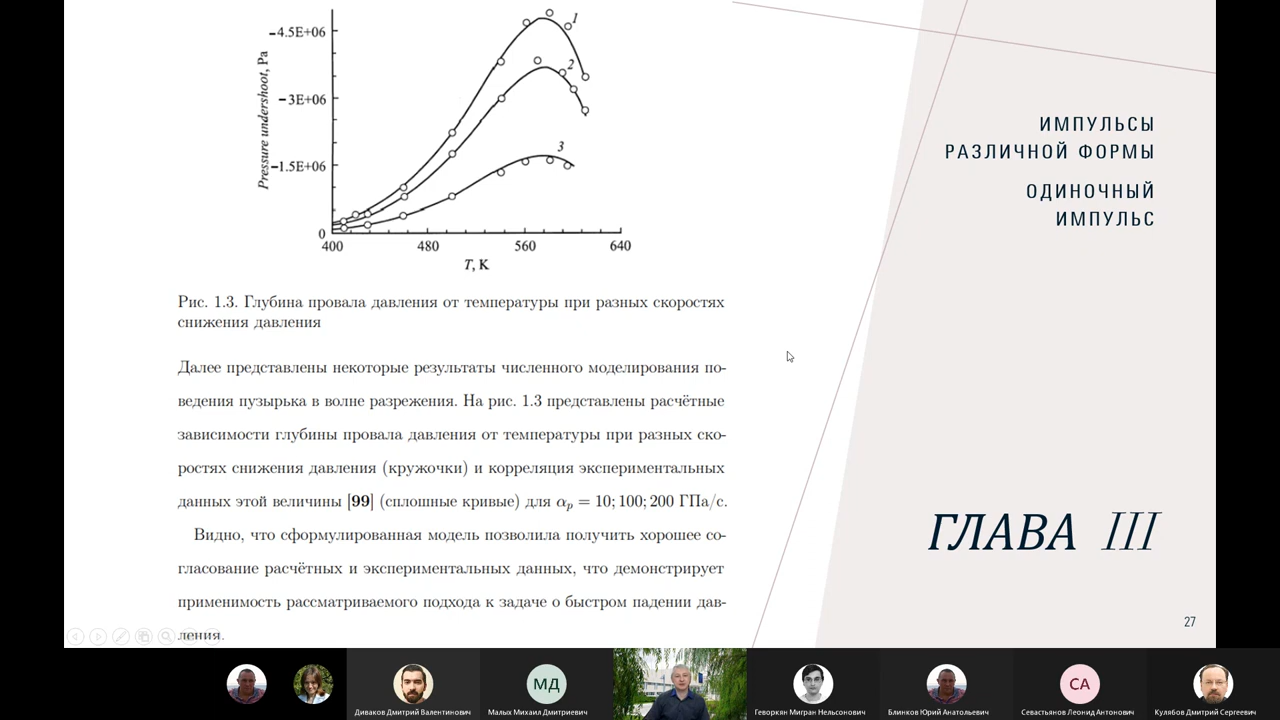 −4.5E+06
−3E+06
−1.5E+06
0
Pressure undershoot, Pa
1
2
3
400
480
560
640
T, K
Рис. 1.3. Глубина провала давления от температуры при разных скоростях
снижения давления
Далее представлены некоторые результаты численного моделирования по-
ведения пузырька в волне разрежения. На рис. 1.3 представлены расчётные
зависимости глубины провала давления от температуры при разных ско-
ростях снижения давления (кружочки) и корреляция экспериментальных
данных этой величины [99] (сплошные кривые) для αp = 10; 100; 200 ГПа/с.
Видно, что сформулированная модель позволила получить хорошее со-
гласование расчётных и экспериментальных данных, что демонстрирует
применимость рассматриваемого подхода к задаче о быстром падении дав-
ления.
ИМПУЛЬСЫ
РАЗЛИЧНОЙ ФОРМЫ
ОДИНОЧНЫЙ
ИМПУЛЬС
ГЛАВА III
27
МД
СА
Диваков Дмитрий Валентинович
Малых Михаил Дмитриевич
Геворкян Мигран Нельсонович
Блинков Юрий Анатольевич
Севастьянов Леонид Антонович
Кулябов Дмитрий Сергеевич